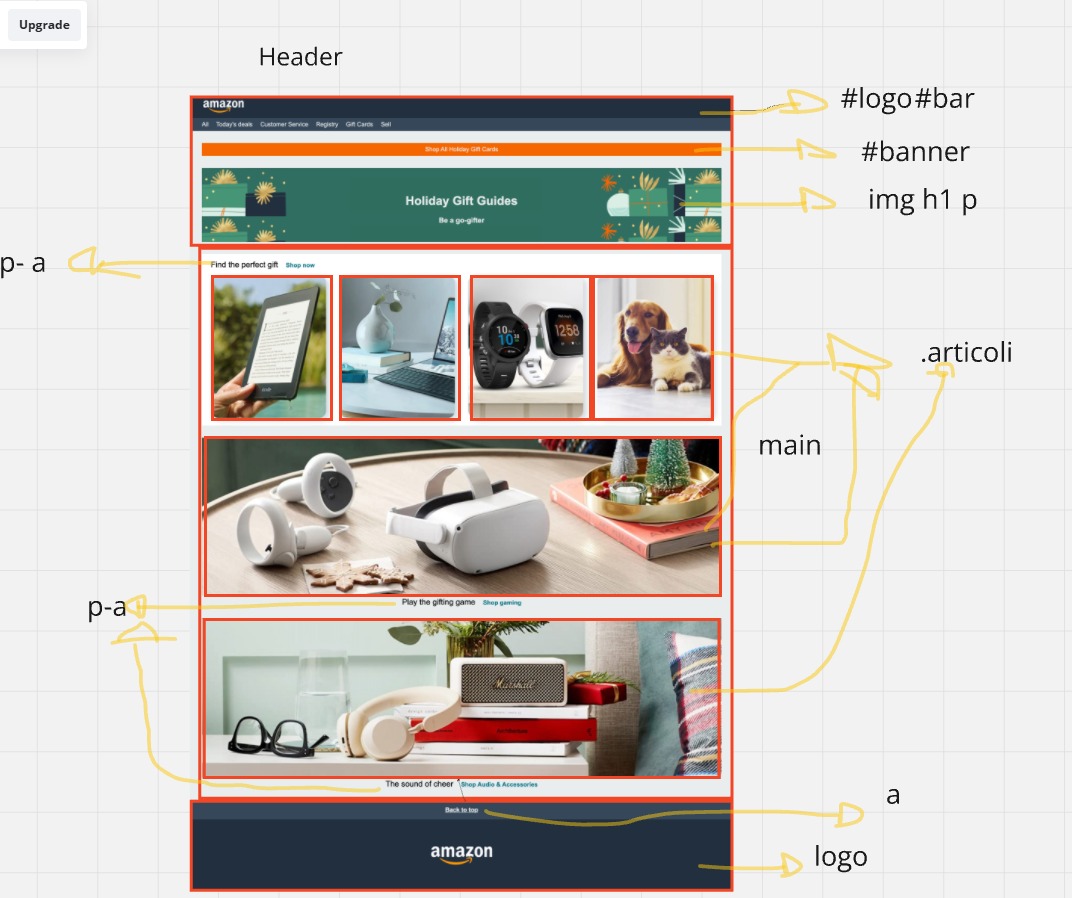 Upgrade
Header
amazon
#logo#bar
All Today's deals Customer Service Registry Gift Cards Sell
Shop All Holiday Gift Cards
#banner
Holiday Gift Guides
img h1 p
Be a go-gifter
p- a
Find the perfect gift Shop now
.articoli
main
p-a
Play the gifting game Shop gaming
Marshall
The sound of cheer Shop Audio & Accessories
a
Back to top
amazon
logo